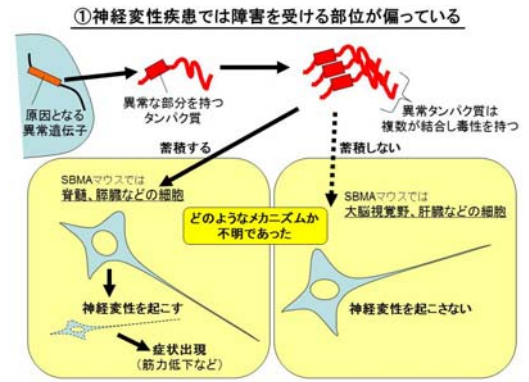 ①神経変性疾患では障害を受ける部位が偏っている
原因となる
異常遺伝子
異常な部分を持つ
タンパク質
異常タンパク質は
複数が結合し毒性を持つ
蓄積する
蓄積しない
SBMAマウスでは
脊髄、膵臓などの細胞
SBMAマウスでは
大脳視覚野、肝臓などの細胞
どのようなメカニズムか
不明であった
神経変性を起こす
神経変性を起こさない
症状出現
(筋力低下など)